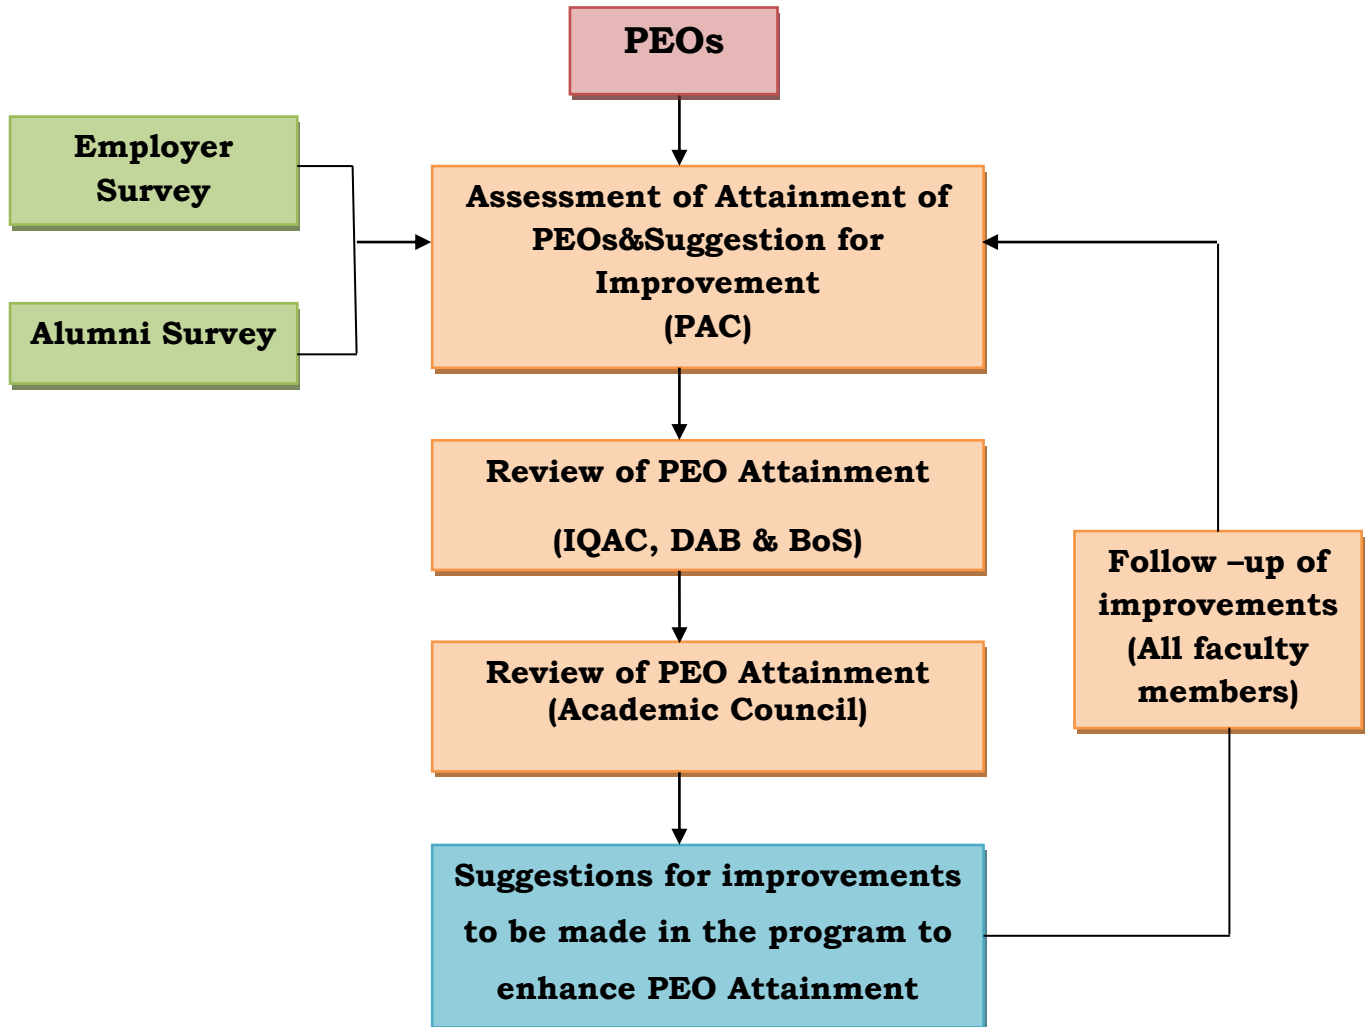 PEOs
Employer
Survey
Alumni Survey
Assessment of Attainment of
PEOs&Suggestion for
Improvement
(PAC)
Review of PEO Attainment
(IQAC, DAB & BoS)
Review of PEO Attainment
(Academic Council)
Follow –up of
improvements
(All faculty
members)
Suggestions for improvements
to be made in the program to
enhance PEO Attainment